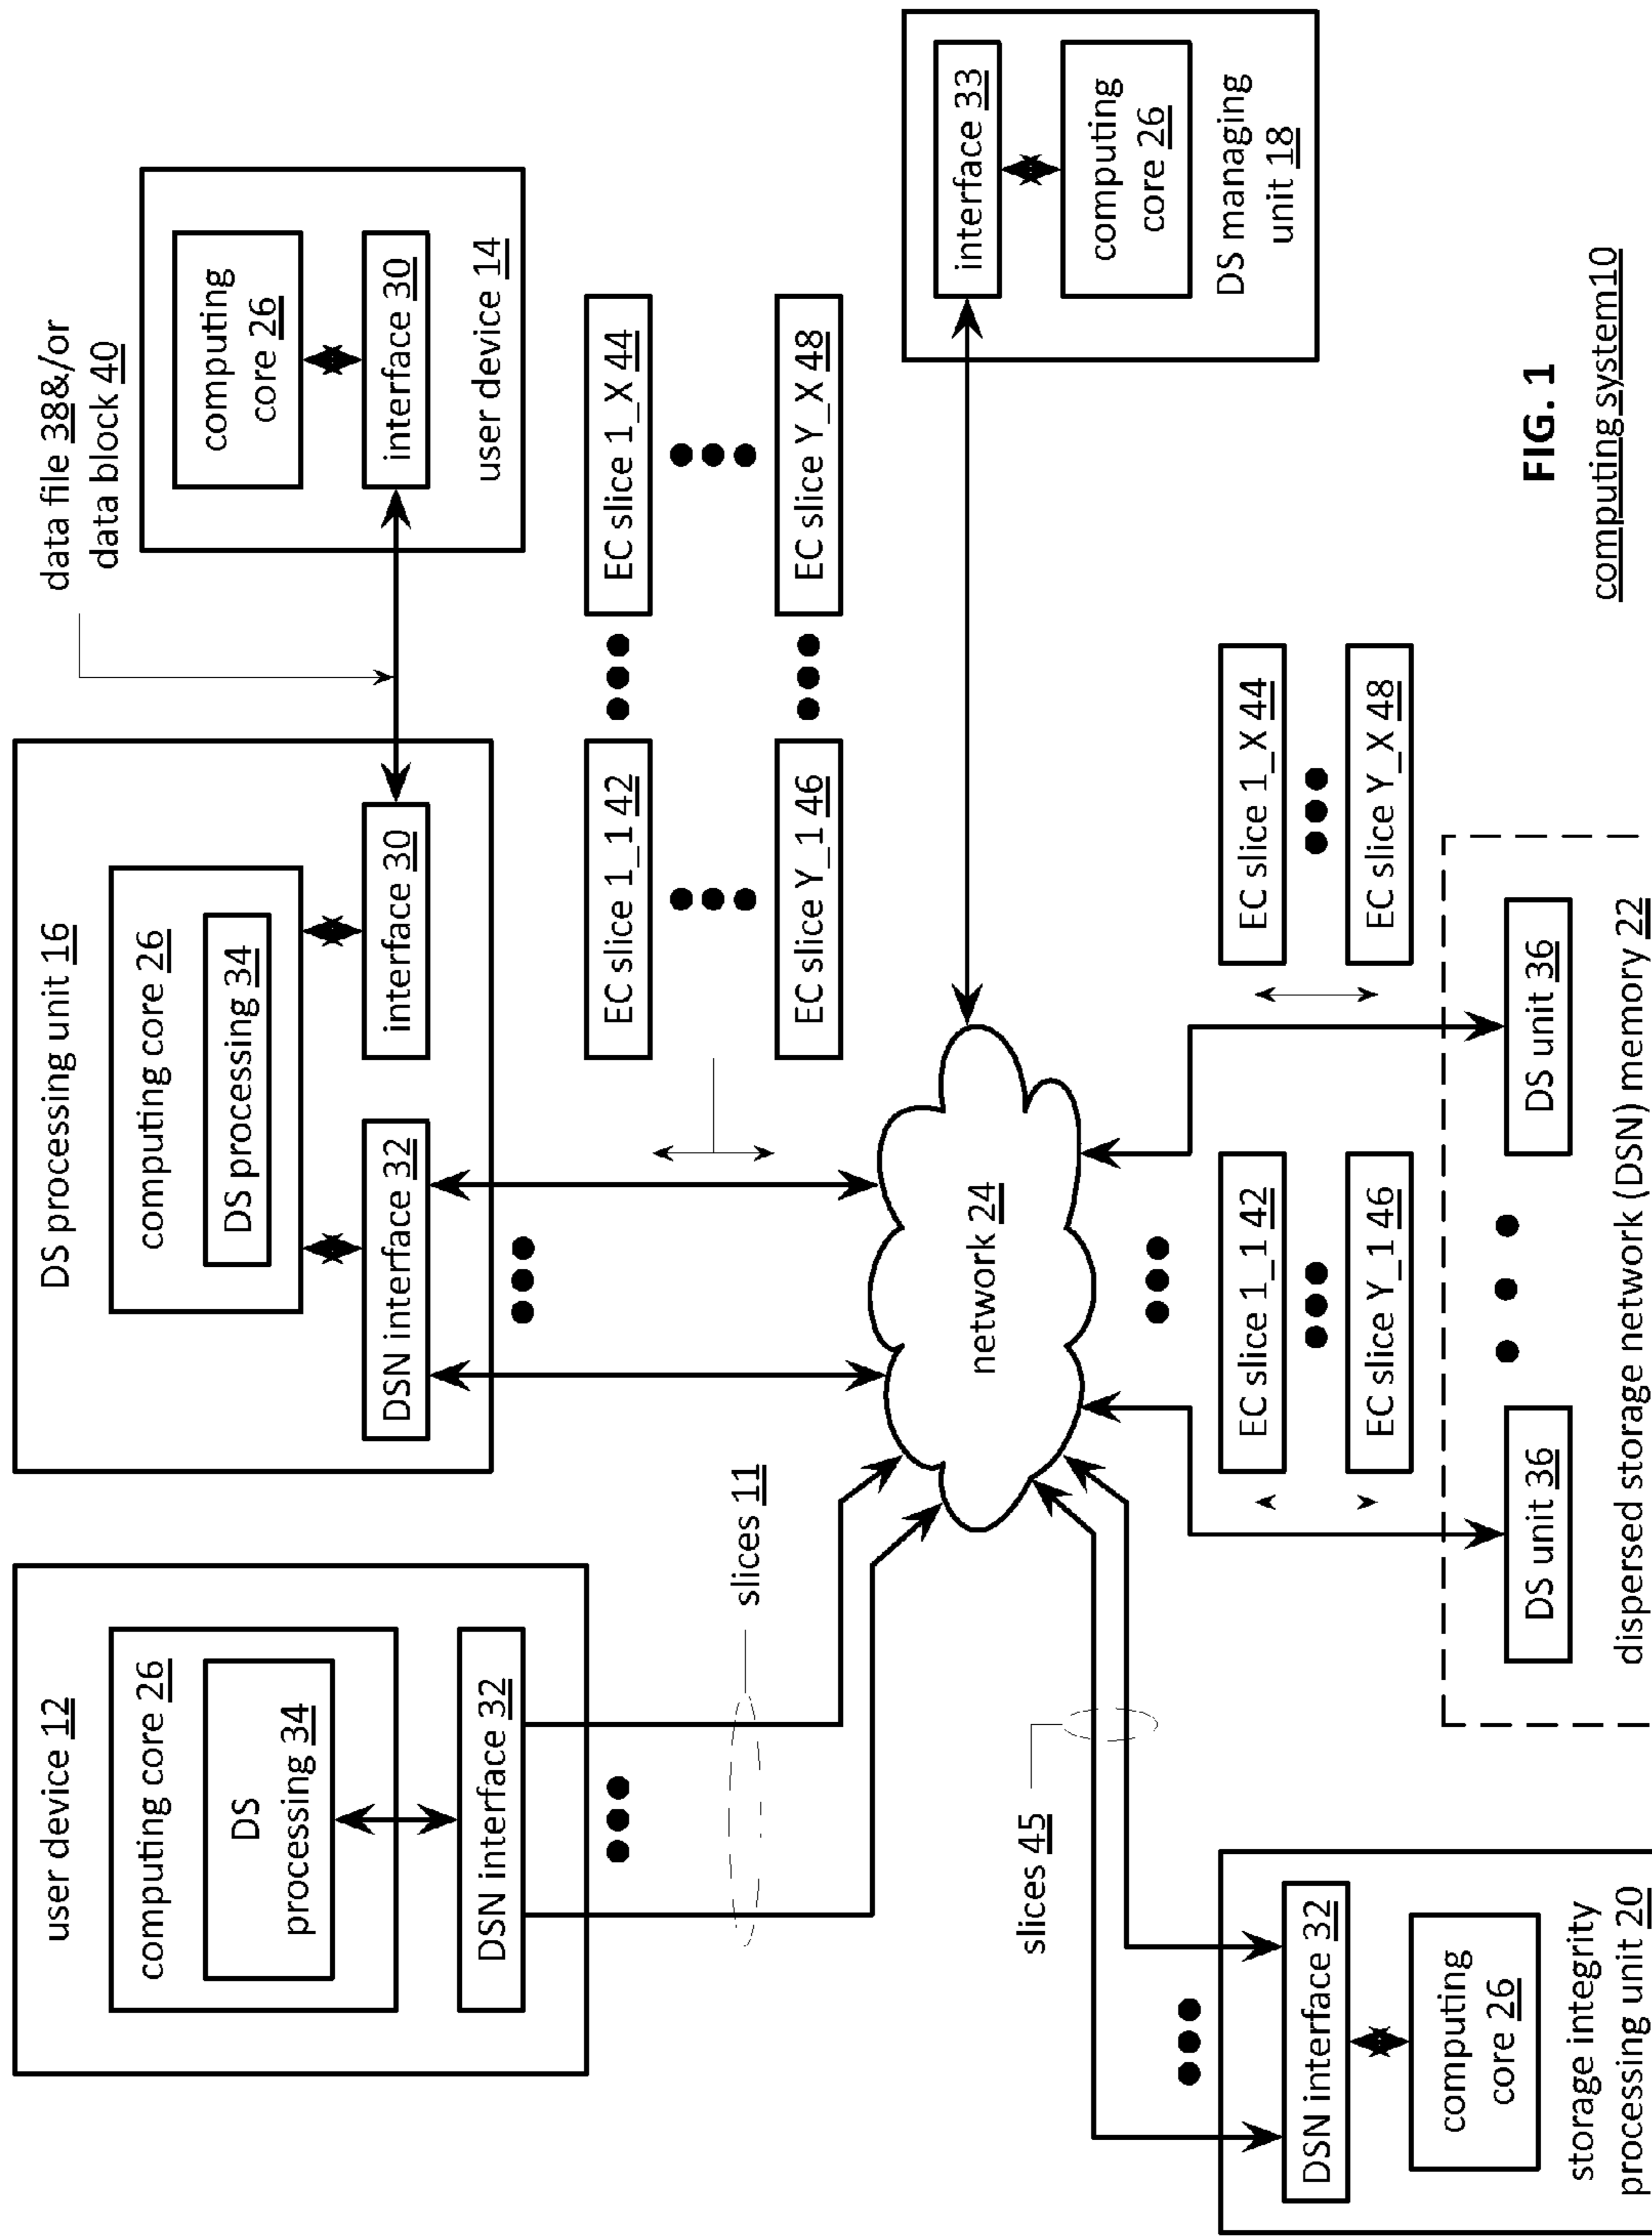 user device 12
computing core 26
DS
processing 34
DSN interface 32
DS processing unit 16
computing core 26
DS processing 34
DSN interface 32
interface 30
data file 38&/or
data block 40
computing
core 26
interface 30
user device 14
slices 11
EC slice 1_1 42
EC slice 1_X 44
EC slice Y_1 46
EC slice Y_X 48
network 24
interface 33
computing
core 26
DS managing
unit 18
slices 45
DSN interface 32
computing
core 26
storage integrity
processing unit 20
EC slice 1_1 42
EC slice 1_X 44
EC slice Y_1 46
EC slice Y_X 48
DS unit 36
DS unit 36
dispersed storage network (DSN) memory 22
FIG. 1
computing system10